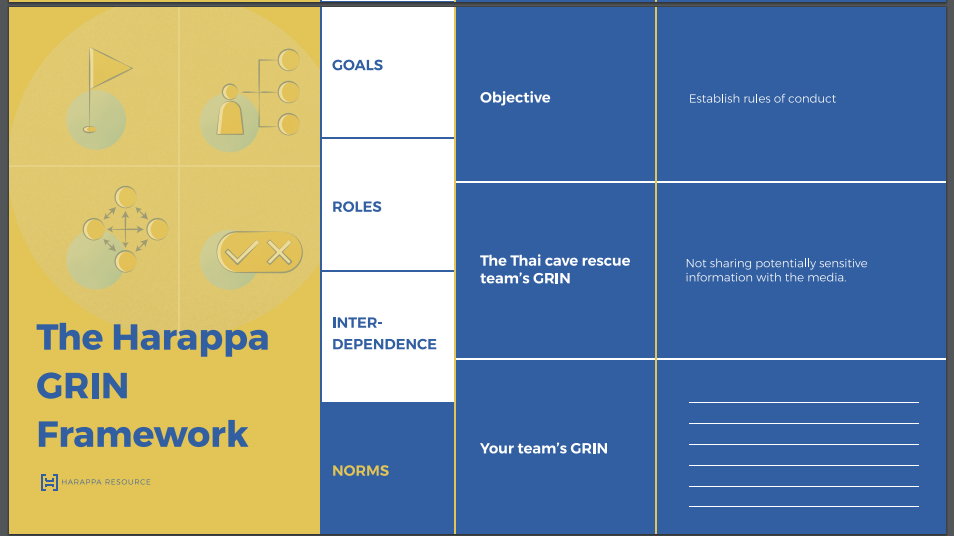 The Harappa
GRIN
Framework
HARAPPA RESOURCE
GOALS
ROLES
INTER-
DEPENDENCE
NORMS
Objective
Establish rules of conduct
The Thai cave rescue
team's GRIN
Not sharing potentially sensitive
information with the media.
Your team's GRIN